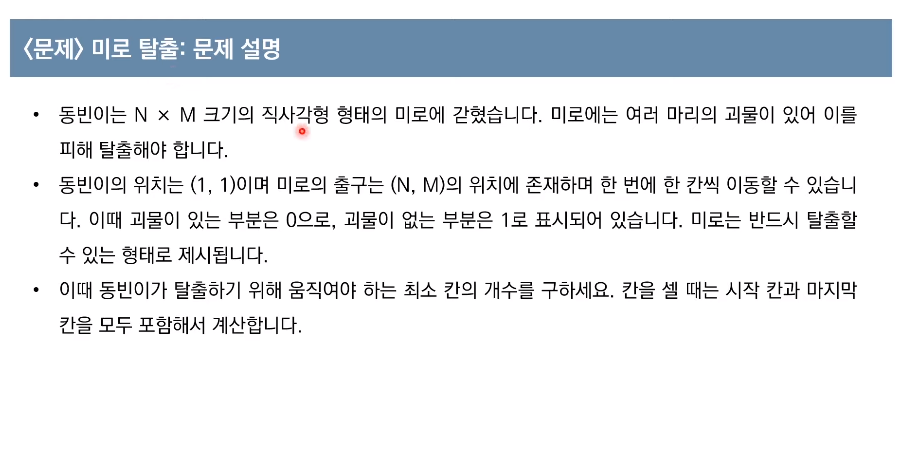 〈문제〉 미로 탈출: 문제 설명
• 동빈이는 N × M 크기의 직사각형 형태의 미로에 갇혔습니다. 미로에는 여러 마리의 괴물이 있어 이를
피해 탈출해야 합니다.
• 동빈이의 위치는 (1, 1)이며 미로의 출구는 (N, M)의 위치에 존재하며 한 번에 한 칸씩 이동할 수 있습니
다. 이때 괴물이 있는 부분은 0으로, 괴물이 없는 부분은 1로 표시되어 있습니다. 미로는 반드시 탈출할
수 있는 형태로 제시됩니다.
• 이때 동빈이가 탈출하기 위해 움직여야 하는 최소 칸의 개수를 구하세요. 칸을 셀 때는 시작 칸과 마지막
칸을 모두 포함해서 계산합니다.